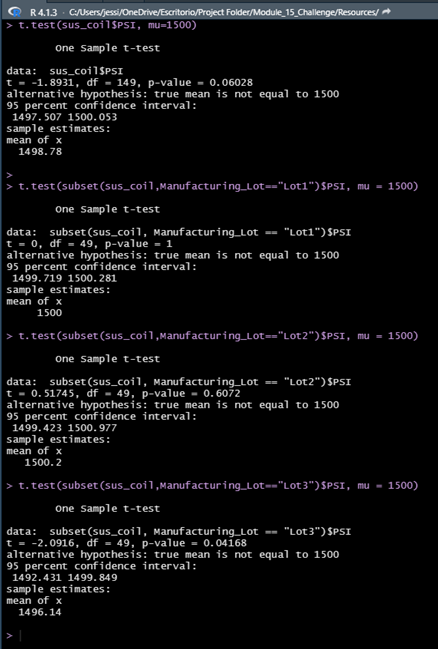 R 4.1.3 · C:/Users/jessi/OneDrive/Escritorio/Project Folder/Module_15_Challenge/Resources/
> t.test(sus_coil$PSI, mu=1500)
One Sample t-test
data:  sus_coil$PSI
t = -1.8931, df = 149, p-value = 0.06028
alternative hypothesis: true mean is not equal to 1500
95 percent confidence interval:
1497.507 1500.053
sample estimates:
mean of x
1498.78
>
> t.test(subset(sus_coil,Manufacturing_Lot=="Lot1")$PSI, mu = 1500)
One Sample t-test
data:  subset(sus_coil, Manufacturing_Lot == "Lot1")$PSI
t = 0, df = 49, p-value = 1
alternative hypothesis: true mean is not equal to 1500
95 percent confidence interval:
1499.719 1500.281
sample estimates:
mean of x
1500
> t.test(subset(sus_coil,Manufacturing_Lot=="Lot2")$PSI, mu = 1500)
One Sample t-test
data:  subset(sus_coil, Manufacturing_Lot == "Lot2")$PSI
t = 0.51745, df = 49, p-value = 0.6072
alternative hypothesis: true mean is not equal to 1500
95 percent confidence interval:
1499.423 1500.977
sample estimates:
mean of x
1500.2
> t.test(subset(sus_coil,Manufacturing_Lot=="Lot3")$PSI, mu = 1500)
One Sample t-test
data:  subset(sus_coil, Manufacturing_Lot == "Lot3")$PSI
t = -2.0916, df = 49, p-value = 0.04168
alternative hypothesis: true mean is not equal to 1500
95 percent confidence interval:
1492.431 1499.849
sample estimates:
mean of x
1496.14
>